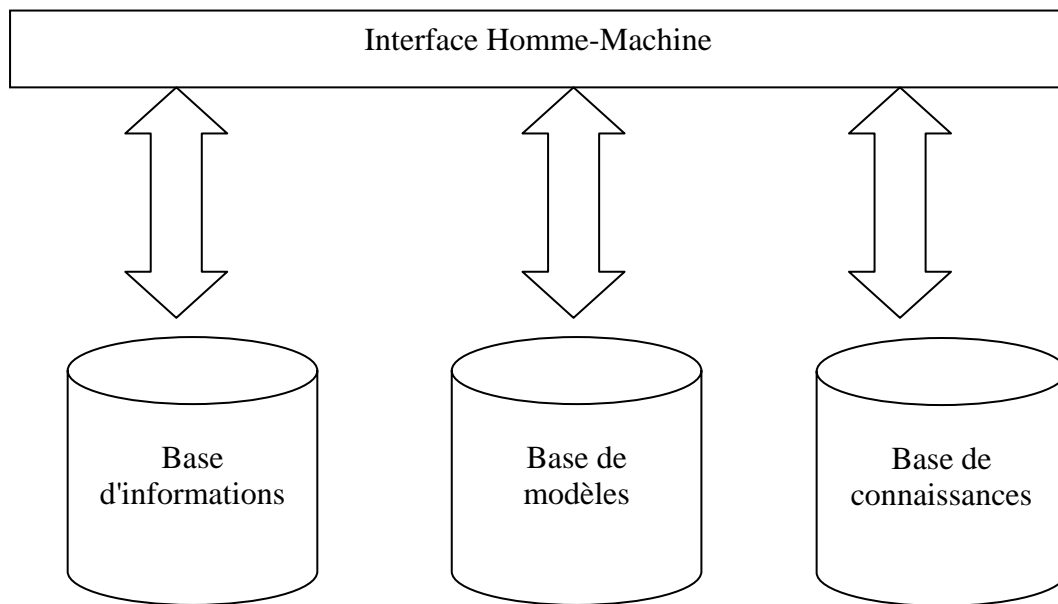 Interface Homme-Machine
Base
d'informations
Base de
modèles
Base de
connaissances